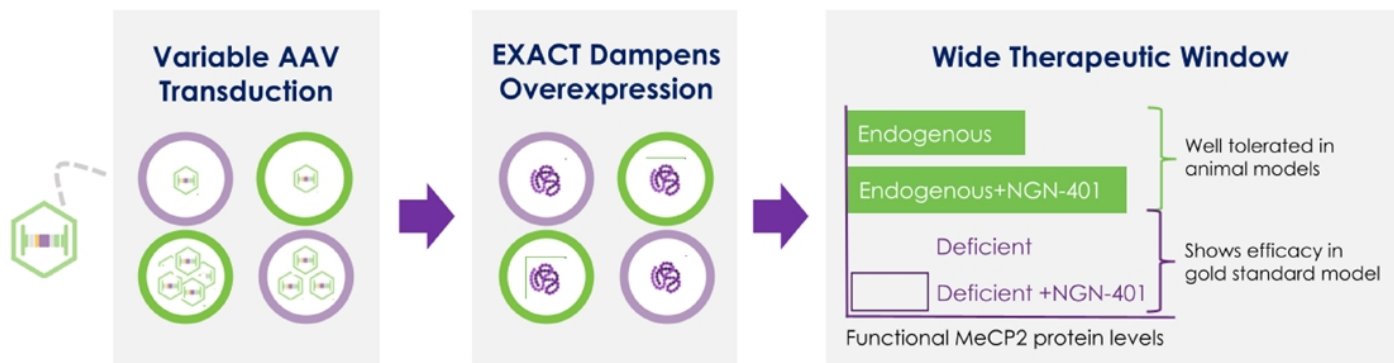 Variable AAV
Transduction
EXACT Dampens
Overexpression
Wide Therapeutic Window
Endogenous
Endogenous+NGN-401
Well tolerated in
animal models
Deficient
Deficient +NGN-401
Shows efficacy in
gold standard model
Functional MeCP2 protein levels